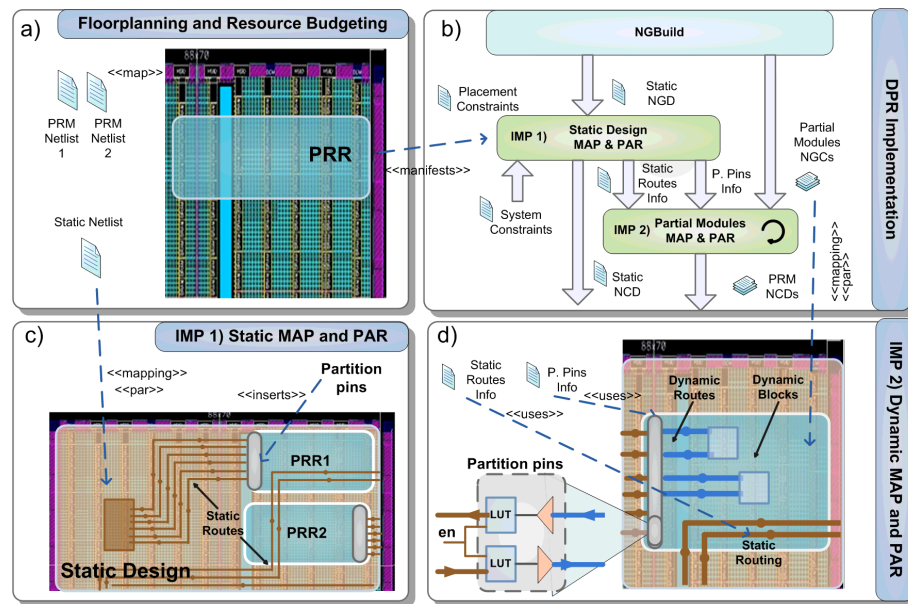 a)
Floorplanning and Resource Budgeting
88x70
<<map>>
PRM
Netlist
1
PRM
Netlist
2
PRR
<<manifests>>
Static Netlist
b)
NGBuild
DPR Implementation
Placement
Constraints
Static
NGD
Partial
Modules
NGCs
IMP 1)
Static Design
MAP & PAR
Static
Routes
Info
P. Pins
Info
System
Constraints
IMP 2)
Partial Modules
MAP & PAR
Static
NCD
PRM
NCDs
<<mapping>>
<<par>>
c)
IMP 1) Static MAP and PAR
<<mapping>>
<<par>>
<<inserts>>
Partition
pins
88x70
PRR1
PRR2
Static
Routes
Static Design
d)
IMP 2) Dynamic MAP and PAR
88x70
Static
Routes
Info
P. Pins
Info
<<uses>>
<<uses>>
Dynamic
Routes
Dynamic
Blocks
Partition pins
LUT
en
LUT
Static
Routing